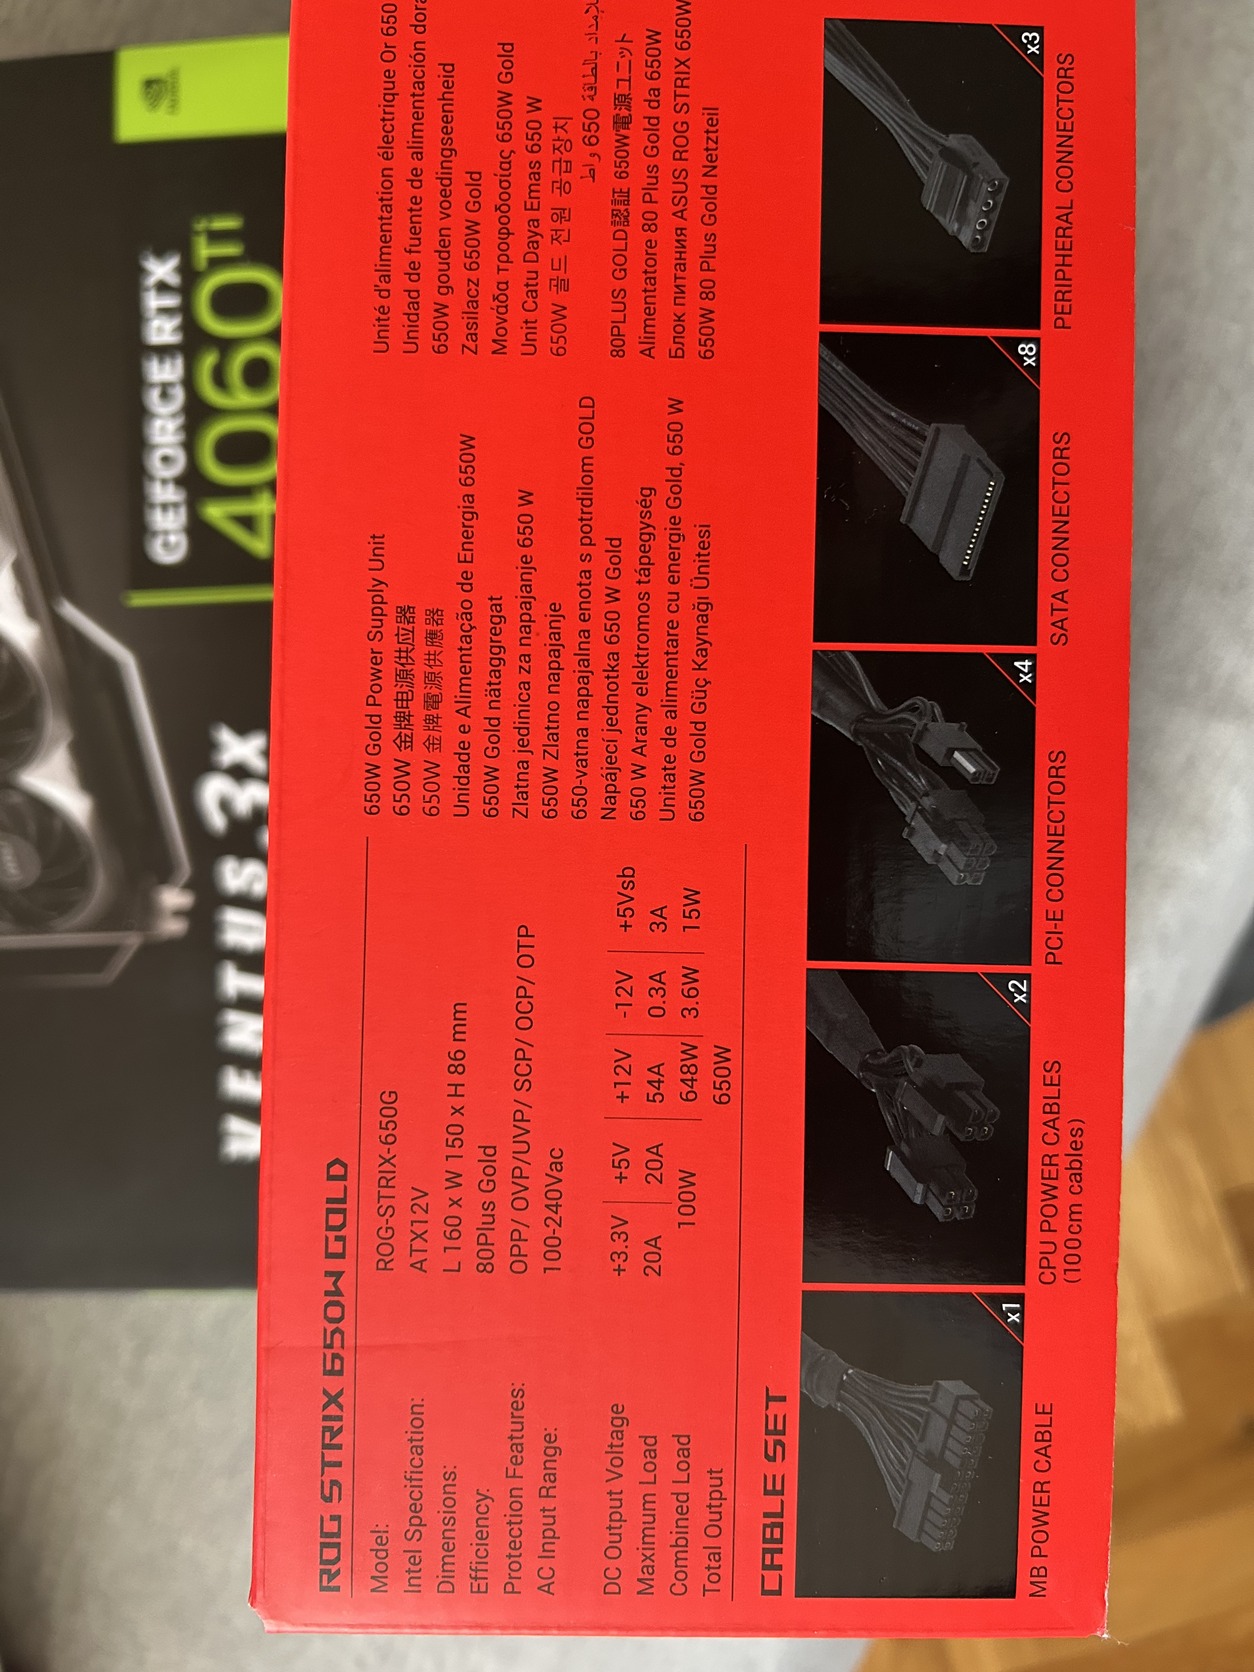 ROG STRIX 650W GOLD
Model: ROG-STRIX-650G
Intel Specification: ATX12V
Dimensions: L 160 x W 150 x H 86 mm
Efficiency: 80Plus Gold
Protection Features: OPP/ OVP/UVP/ SCP/ OCP/ OTP
AC Input Range: 100-240Vac
DC Output Voltage +3.3V +5V +12V -12V +5Vsb
Maximum Load 20A 20A 54A 0.3A 3A
Combined Load 100W 648W 3.6W 15W
Total Output 650W
650W Gold Power Supply Unit
650W 金牌电源供应器
650W 金牌電源供應器
Unidade e Alimentação de Energia 650W
650W Gold nätaggregat
Zlatna jedinica za napajanje 650 W
650W Zlatno napajanje
650-vatna napajalna enota s potrdilom GOLD
Napájecí jednotka 650 W Gold
650 W Arany elektromos tápegység
Unitate de alimentare cu energie Gold, 650 W
650W Gold Güç Kaynağı Ünitesi
Unité d'alimentation électrique Or 650
Unidad de fuente de alimentación
650W gouden voedingseenheid
Zasilacz 650W Gold
Μονάδα τροφοδοσίας 650W Gold
Unit Catu Daya Emas 650 W
650W 골드 전원 공급장치
بالطاقة 650 واط
80PLUS GOLD認証 650W電源ユニット
Alimentatore 80 Plus Gold da 650W
Блок питания ASUS ROG STRIX 650W
650W 80 Plus Gold Netzteil
CABLE SET
x1
x2
x4
x8
x3
MB POWER CABLE
CPU POWER CABLES
(100cm cables)
PCI-E CONNECTORS
SATA CONNECTORS
PERIPHERAL CONNECTORS
VENTUS 3X
GEFORCE RTX
4060 Ti